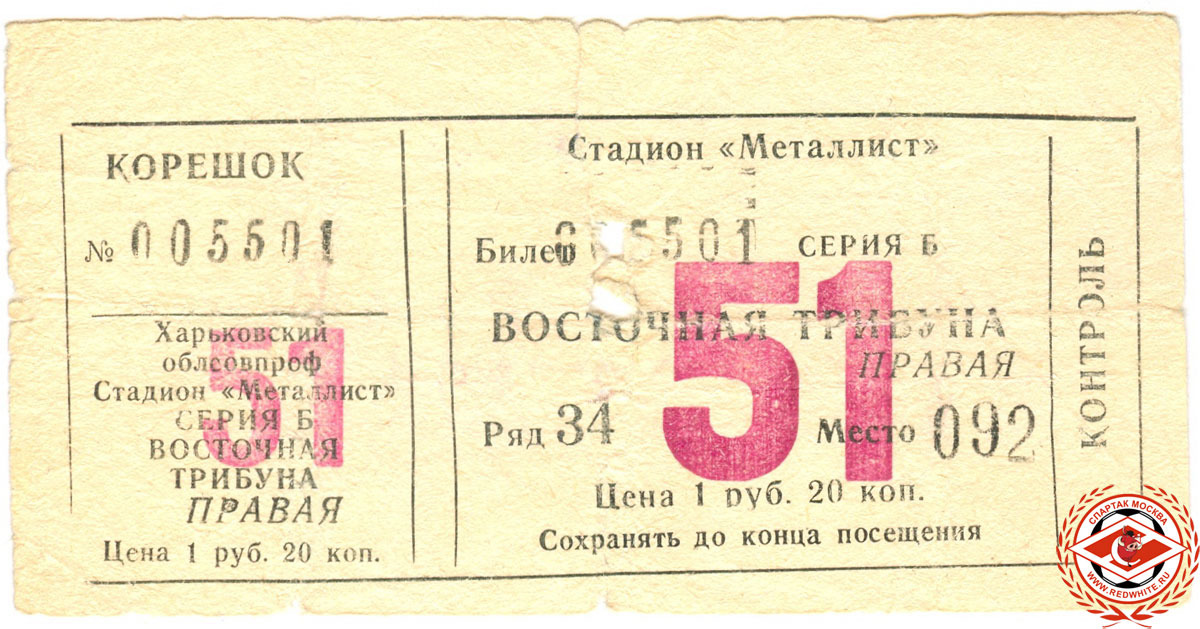 КОРЕШОК
№ 005501
Харьковский
облсовпроф
Стадион «Металлист»
СЕРИЯ Б
ВОСТОЧНАЯ
ТРИБУНА
ПРАВАЯ
51
Цена 1 руб. 20 коп.
Стадион «Металлист»
Билет 005501 СЕРИЯ Б
51
ВОСТОЧНАЯ ТРИБУНА
ПРАВАЯ
Ряд 34 Место 092
Цена 1 руб. 20 коп.
Сохранять до конца посещения
КОНТРОЛЬ
СПАРТАК МОСКВА
WWW.REDWHITE.RU